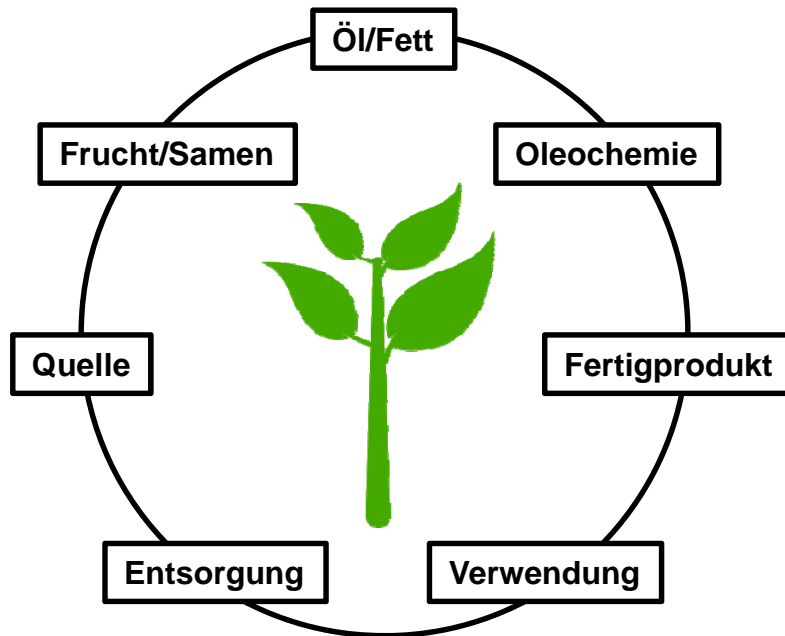 Öl/Fett
Frucht/Samen
Oleochemie
Quelle
Fertigprodukt
Entsorgung
Verwendung